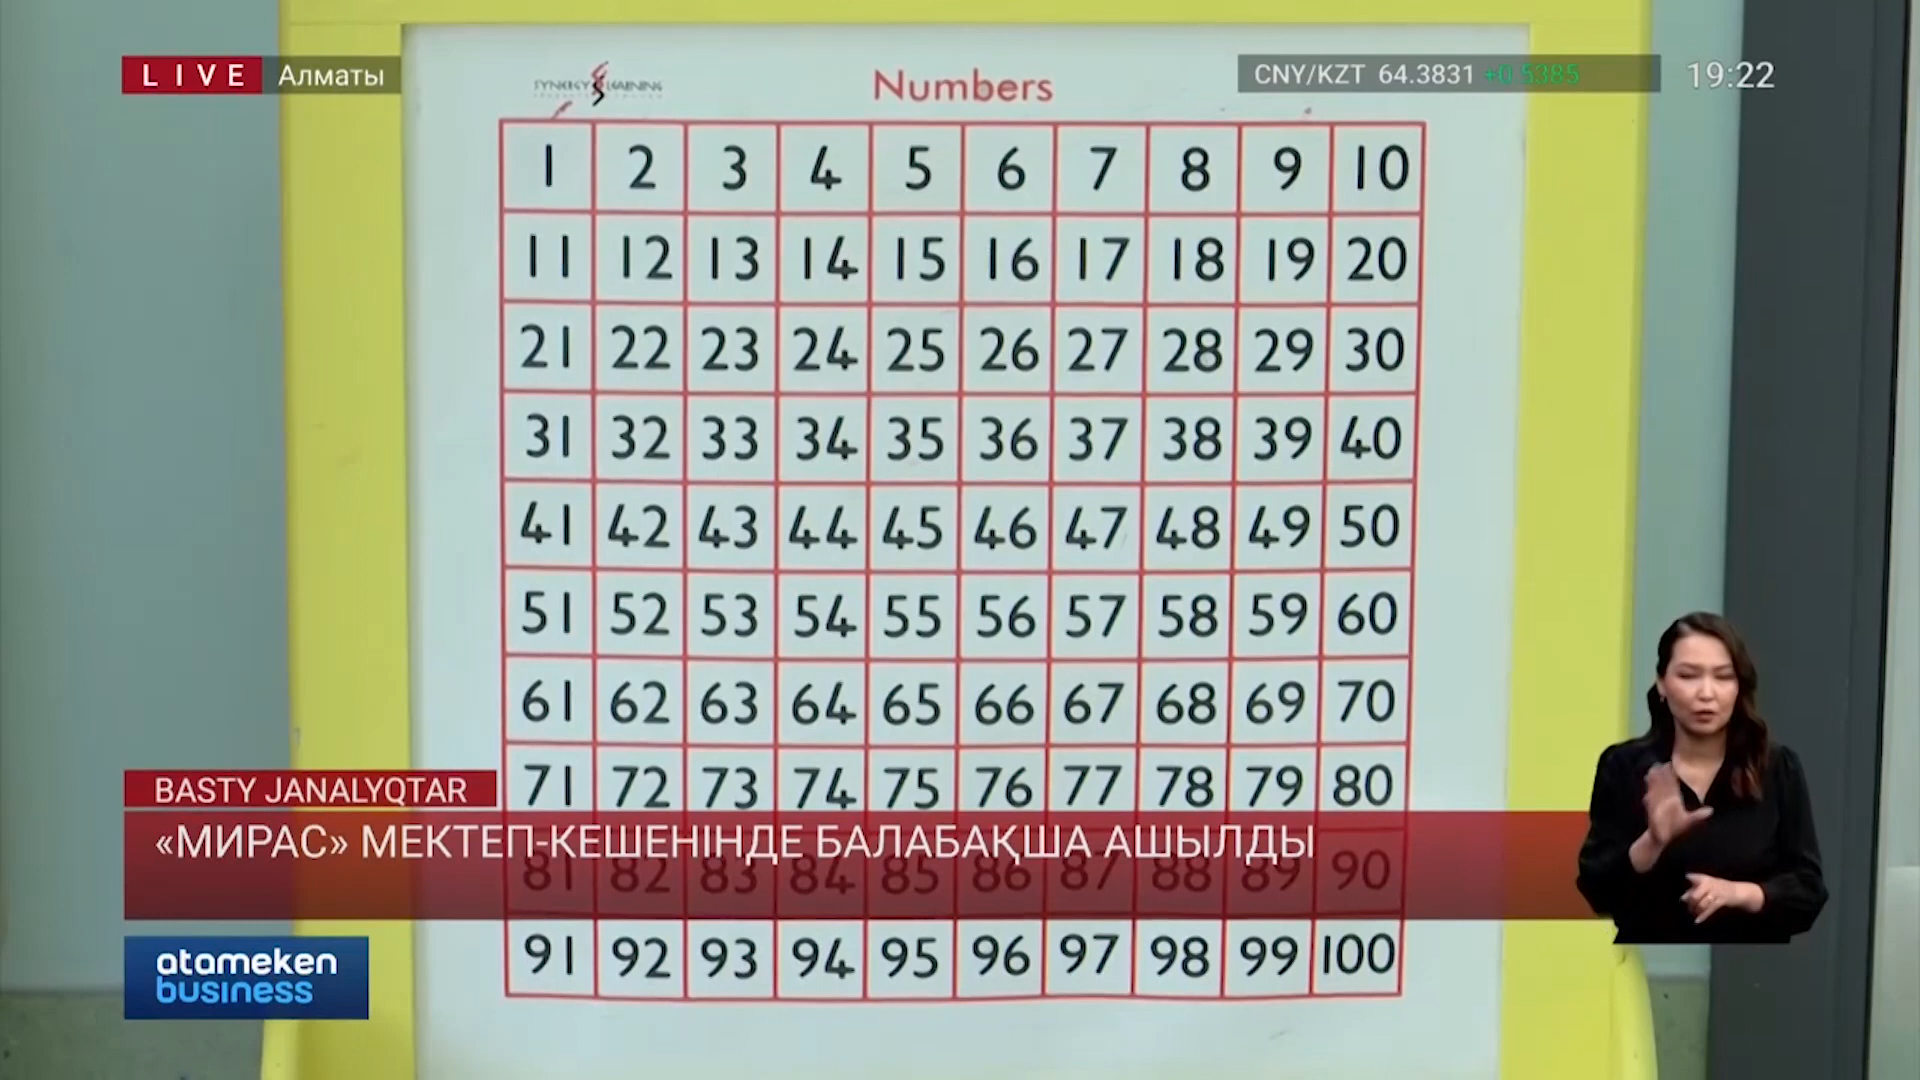 LIVE Алматы
CNY/KZT 64.3831 +0.5385
19:22
SYNERGY LEARNING
Numbers
1 2 3 4 5 6 7 8 9 10
11 12 13 14 15 16 17 18 19 20
21 22 23 24 25 26 27 28 29 30
31 32 33 34 35 36 37 38 39 40
41 42 43 44 45 46 47 48 49 50
51 52 53 54 55 56 57 58 59 60
61 62 63 64 65 66 67 68 69 70
71 72 73 74 75 76 77 78 79 80
81 82 83 84 85 86 87 88 89 90
91 92 93 94 95 96 97 98 99 100
BASTY JANALYQTAR
«МИРАС» МЕКТЕП-КЕШЕНІНДЕ БАЛАБАҚША АШЫЛДЫ
atameken
business